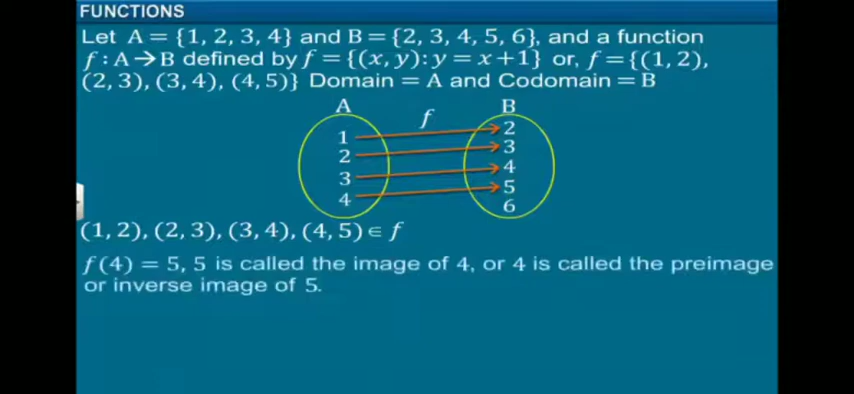 FUNCTIONS
Let A = {1, 2, 3, 4} and B = {2, 3, 4, 5, 6}, and a function
f : A→B defined by f = {(x, y): y = x + 1} or, f = {(1, 2),
(2, 3), (3, 4), (4, 5)} Domain = A and Codomain = B
A f B
1 2
2 3
3 4
4 5
6
(1, 2), (2, 3), (3, 4), (4, 5) ∈ f
f(4) = 5, 5 is called the image of 4, or 4 is called the preimage
or inverse image of 5.